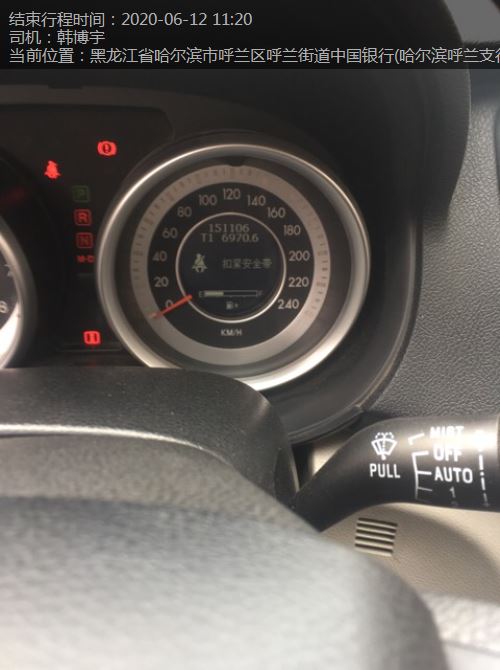 结束行程时间：2020-06-12 11:20
司机：韩博宇
当前位置：黑龙江省哈尔滨市呼兰区呼兰街道中国银行(哈尔滨呼兰支行
P
R
N
M-D
0
20
40
60
80
100
120
140
160
180
200
220
240
151106
T1 6970.6
扣紧安全带
KM/H
PULL
MIST
OFF
AUTO
1